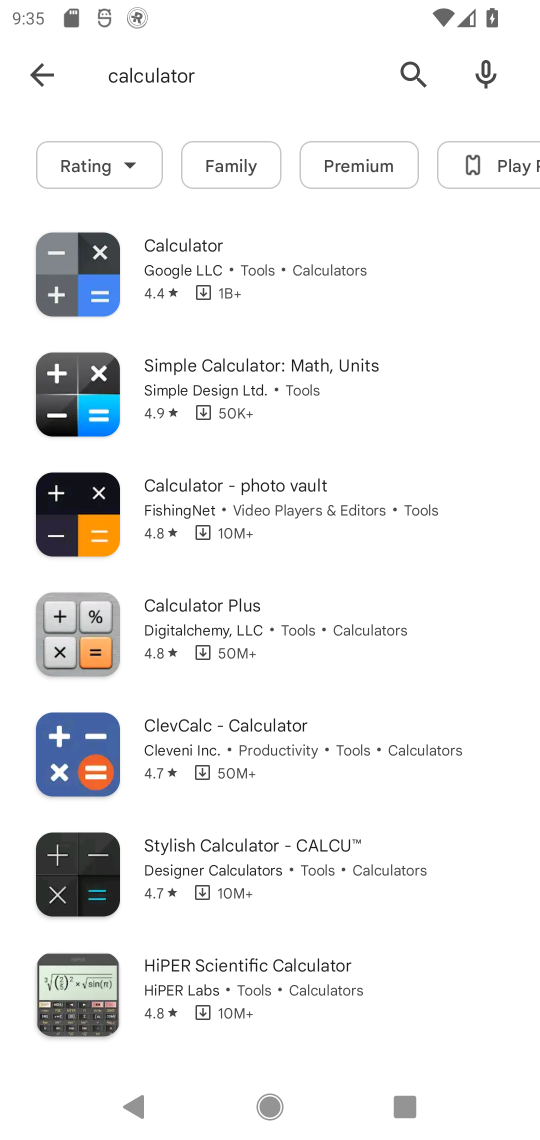 9:35
calculator
Rating
Family
Premium
Play
Calculator
Google LLC • Tools • Calculators
4.4★ 1B+
Simple Calculator: Math, Units
Simple Design Ltd. • Tools
4.9★ 50K+
Calculator - photo vault
FishingNet • Video Players & Editors • Tools
4.8★ 10M+
Calculator Plus
Digitalchemy, LLC • Tools • Calculators
4.8★ 50M+
ClevCalc - Calculator
Cleveni Inc. • Productivity • Tools • Calculators
4.7★ 50M+
Stylish Calculator - CALCU™
Designer Calculators • Tools • Calculators
4.7★ 10M+
HiPER Scientific Calculator
HiPER Labs • Tools • Calculators
4.8★ 10M+